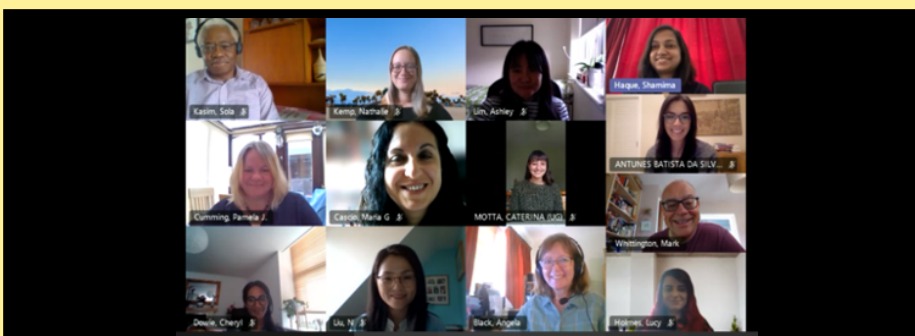 Kasim, Sola
Kemp, Nathalie
Lim, Ashley
Haque, Shamima
ANTUNES BATISTA DA SILV...
Cumming, Pamela J.
Cascio, Maria G
MOTTA, CATERINA (UG)
Whittington, Mark
Dowie, Cheryl
Liu, N
Black, Angela
Holmes, Lucy